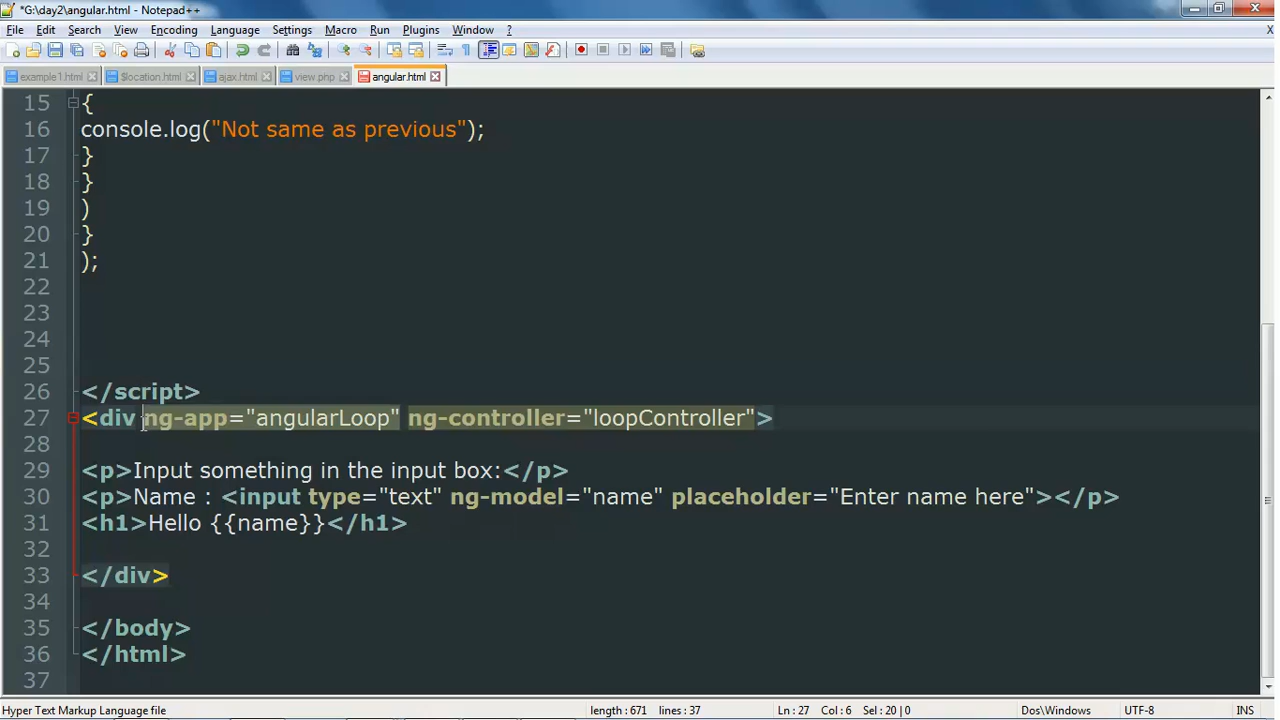 *G:\day2\angular.html - Notepad++
File Edit Search View Encoding Language Settings Macro Run Plugins Window ? X
example1.html $location.html ajax.html view.php angular.html
15 {
16 console.log("Not same as previous");
17 }
18 }
19 )
20 }
21 );
22
23
24
25
26 </script>
27 <div ng-app="angularLoop" ng-controller="loopController">
28
29 <p>Input something in the input box:</p>
30 <p>Name : <input type="text" ng-model="name" placeholder="Enter name here"></p>
31 <h1>Hello {{name}}</h1>
32
33 </div>
34
35 </body>
36 </html>
37
Hyper Text Markup Language file length : 671 lines : 37 Ln : 27 Col : 6 Sel : 20 | 0 Dos\Windows UTF-8 INS